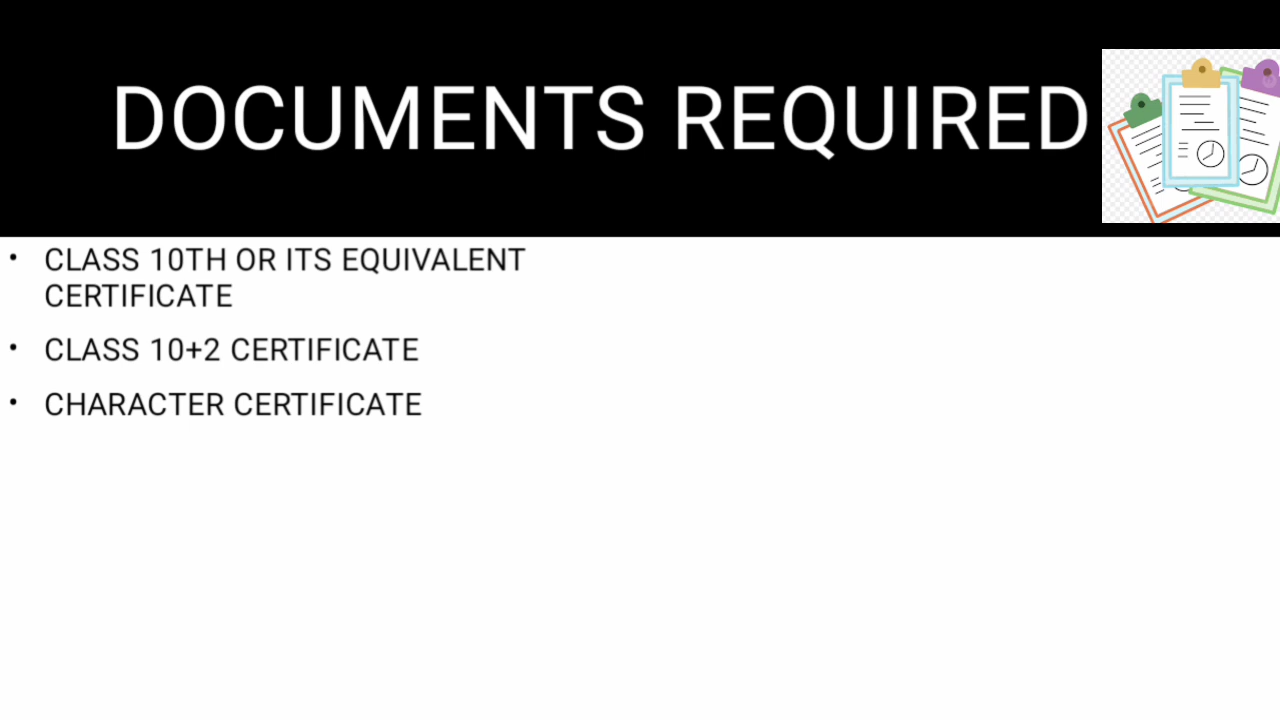 DOCUMENTS REQUIRED
• CLASS 10TH OR ITS EQUIVALENT
CERTIFICATE
• CLASS 10+2 CERTIFICATE
• CHARACTER CERTIFICATE